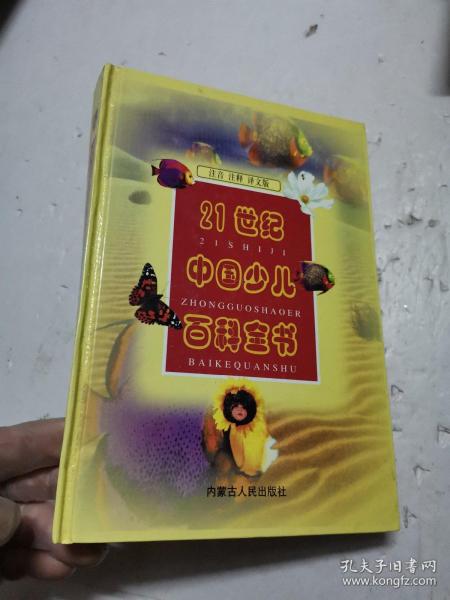 注音 注释 译文版
21世纪
21SHIJI
中国少儿
ZHONGGUOSHAOER
百科全书
BAIKEQUANSHU
内蒙古人民出版社
孔夫子旧书网
www.kongfz.com